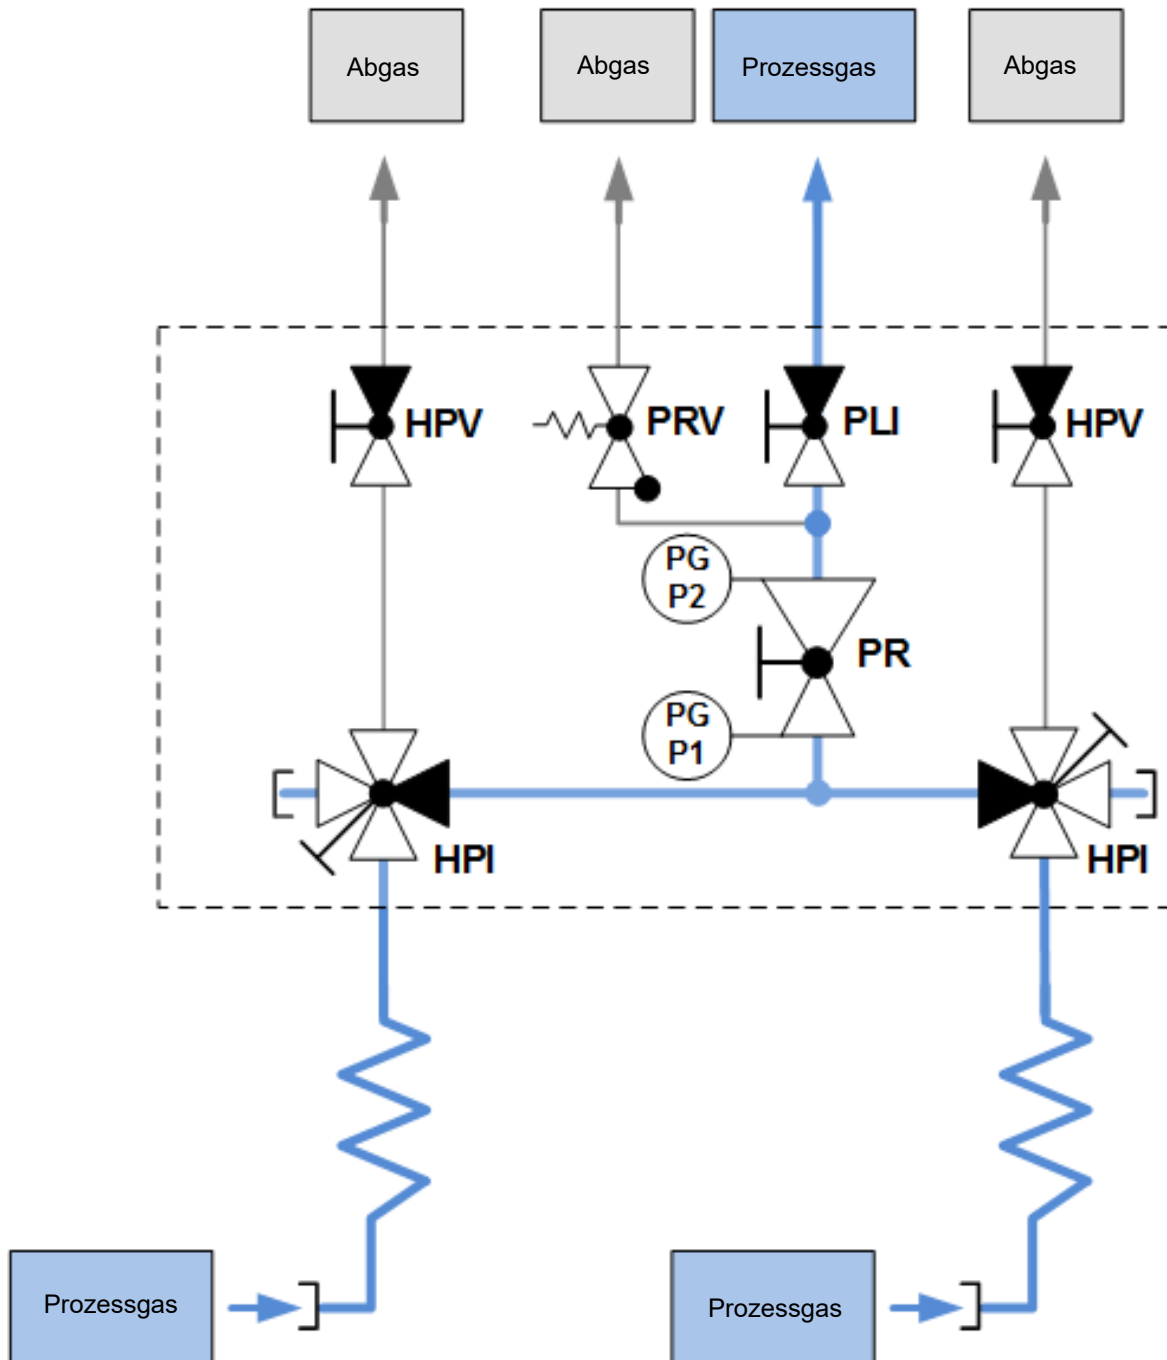 Abgas
Abgas
Prozessgas
Abgas
HPV
PRV
PLI
HPV
PG
P2
PR
PG
P1
HPI
HPI
Prozessgas
Prozessgas